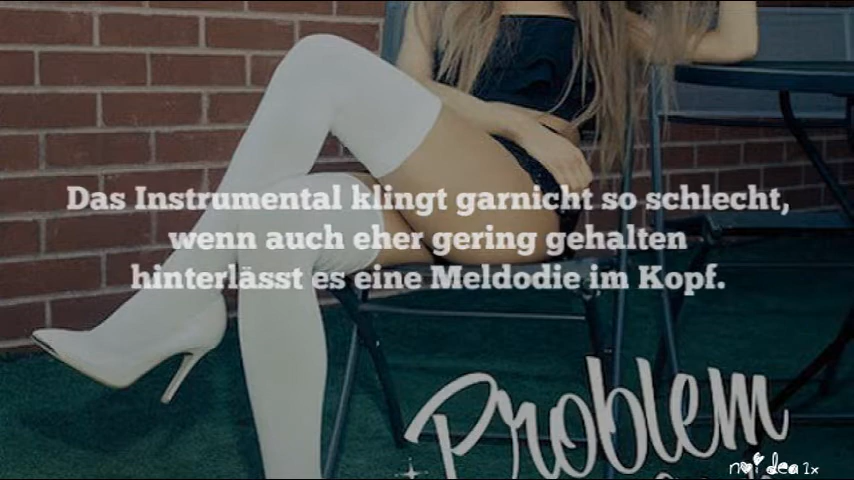 Das Instrumental klingt garnicht so schlecht,
wenn auch eher gering gehalten
hinterlässt es eine Meldodie im Kopf.
Problem